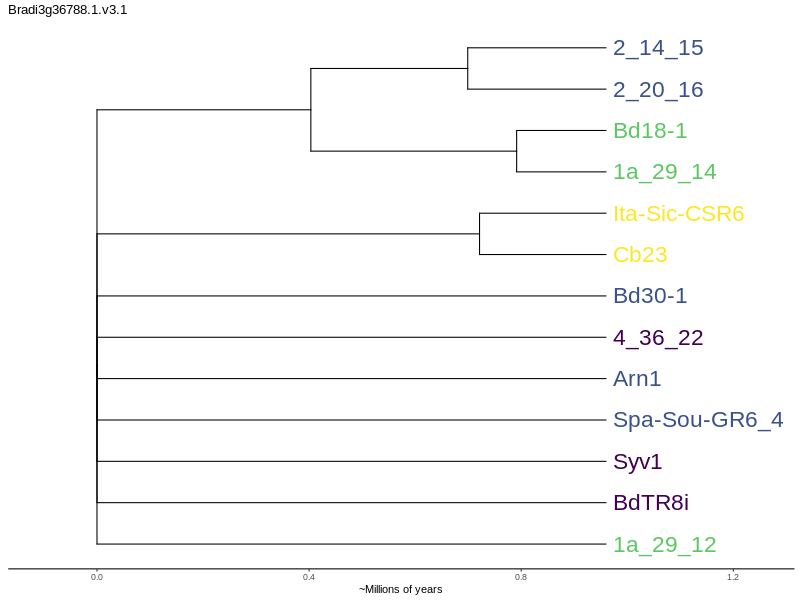 Bradi3g36788.1.v3.1
2_14_15
2_20_16
Bd18-1
1a_29_14
Ita-Sic-CSR6
Cb23
Bd30-1
4_36_22
Arn1
Spa-Sou-GR6_4
Syv1
BdTR8i
1a_29_12
0.0 0.4 0.8 1.2
~Millions of years